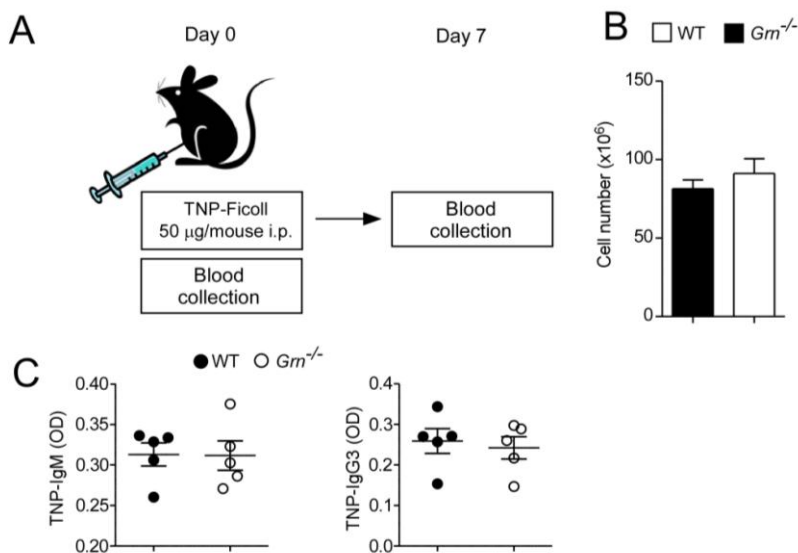 A
Day 0
Day 7
TNP-Ficoll
50 μg/mouse i.p.
Blood
collection
Blood
collection
B
WT
Grn-/-
Cell number (x10⁶)
150
100
50
0
C
WT
Grn-/-
TNP-IgM (OD)
0.40
0.35
0.30
0.25
0.20
TNP-IgG3 (OD)
0.4
0.3
0.2
0.1
0.0